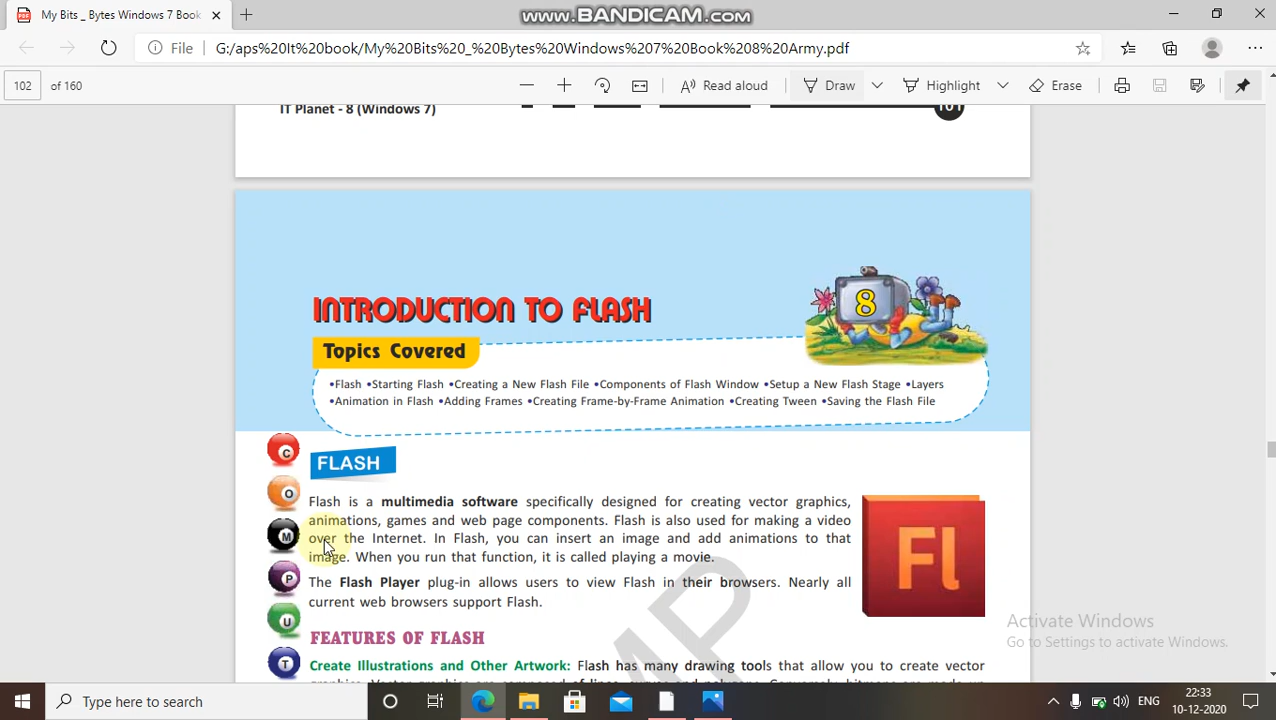 My Bits _ Bytes Windows 7 Book
www.BANDICAM.com
File G:/aps%20It%20book/My%20Bits%20_%20Bytes%20Windows%207%20Book%208%20Army.pdf
102 of 160 Read aloud Draw Highlight Erase
IT Planet - 8 (Windows 7) 101
8
INTRODUCTION TO FLASH
Topics Covered
•Flash •Starting Flash •Creating a New Flash File •Components of Flash Window •Setup a New Flash Stage •Layers
•Animation in Flash •Adding Frames •Creating Frame-by-Frame Animation •Creating Tween •Saving the Flash File
C
O
M
P
U
T
FLASH
Flash is a multimedia software specifically designed for creating vector graphics,
animations, games and web page components. Flash is also used for making a video
over the Internet. In Flash, you can insert an image and add animations to that
image. When you run that function, it is called playing a movie.
Fl
The Flash Player plug-in allows users to view Flash in their browsers. Nearly all
current web browsers support Flash.
FEATURES OF FLASH
Create Illustrations and Other Artwork: Flash has many drawing tools that allow you to create vector
MP
Activate Windows
Go to Settings to activate Windows.
Type here to search
ENG
22:33
10-12-2020